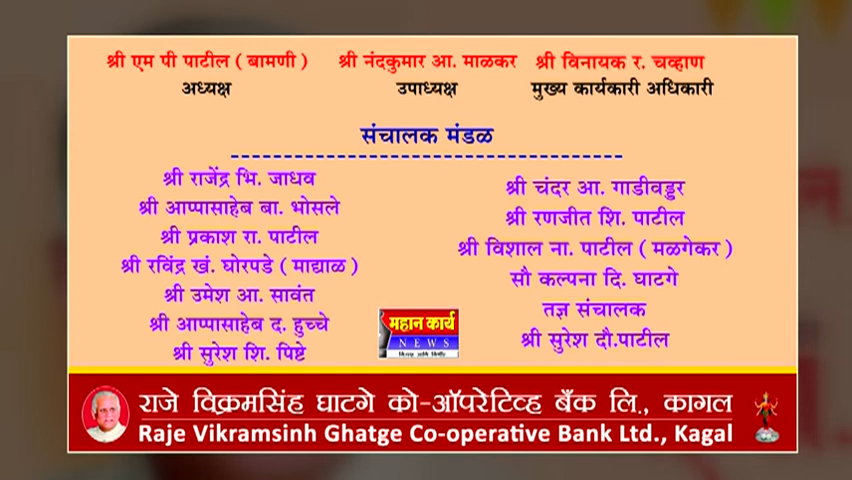 श्री एम पी पाटील ( बामणी )
अध्यक्ष
श्री नंदकुमार आ. माळकर
उपाध्यक्ष
श्री विनायक र. चव्हाण
मुख्य कार्यकारी अधिकारी
संचालक मंडळ
श्री राजेंद्र भि. जाधव
श्री आप्पासाहेब बा. भोसले
श्री प्रकाश रा. पाटील
श्री रविंद्र खं. घोरपडे ( माद्याळ )
श्री उमेश आ. सावंत
श्री आप्पासाहेब द. हुच्चे
श्री सुरेश शि. पिष्टे
श्री चंदर आ. गाडीवड्डर
श्री रणजीत शि. पाटील
श्री विशाल ना. पाटील ( मळगेकर )
सौ कल्पना दि. घाटगे
तज्ञ संचालक
श्री सुरेश दौ.पाटील
महान कार्य
NEWS
राजे विक्रमसिंह घाटगे को-ऑपरेटिव्ह बँक लि., कागल
Raje Vikramsinh Ghatge Co-operative Bank Ltd., Kagal